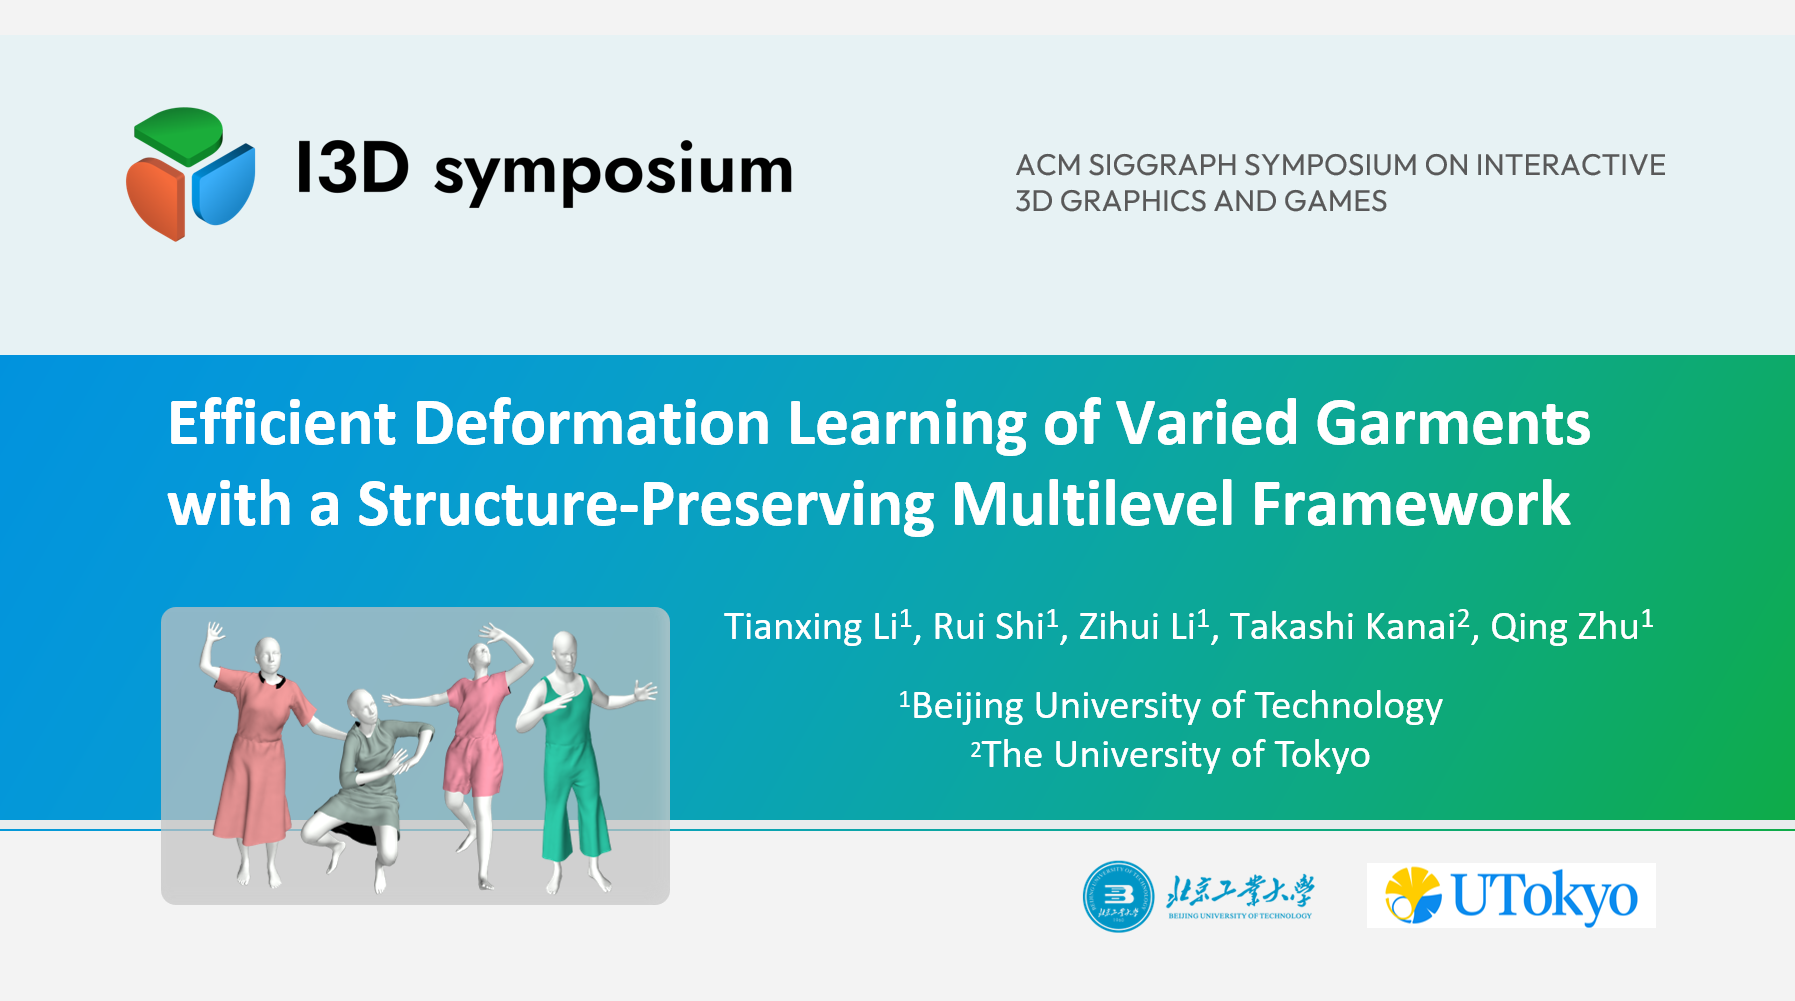 I3D symposium
ACM SIGGRAPH SYMPOSIUM ON INTERACTIVE
3D GRAPHICS AND GAMES
Efficient Deformation Learning of Varied Garments
with a Structure-Preserving Multilevel Framework
Tianxing Li¹, Rui Shi¹, Zihui Li¹, Takashi Kanai², Qing Zhu¹
¹Beijing University of Technology
²The University of Tokyo
北京工業大學
BEIJING UNIVERSITY OF TECHNOLOGY
UTokyo